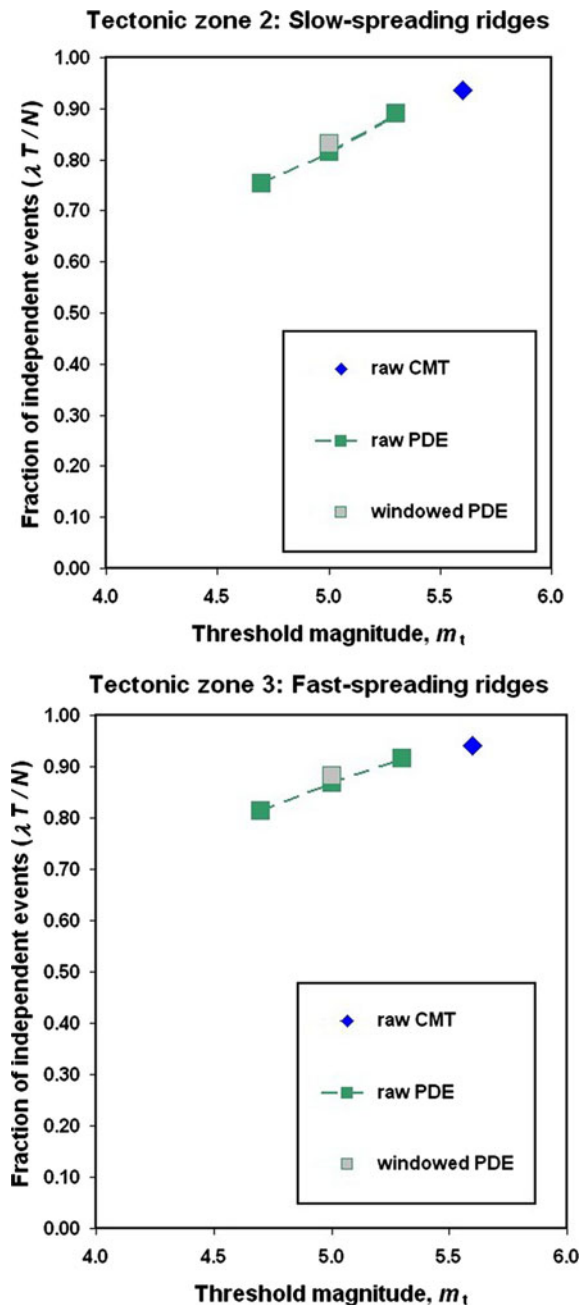 Tectonic zone 2: Slow-spreading ridges
1.00
0.90
0.80
0.70
0.60
0.50
0.40
0.30
0.20
0.10
0.00
Fraction of independent events (λT/N)
raw CMT
raw PDE
windowed PDE
4.0 4.5 5.0 5.5 6.0
Threshold magnitude, mt
Tectonic zone 3: Fast-spreading ridges
1.00
0.90
0.80
0.70
0.60
0.50
0.40
0.30
0.20
0.10
0.00
Fraction of independent events (λT/N)
raw CMT
raw PDE
windowed PDE
4.0 4.5 5.0 5.5 6.0
Threshold magnitude, mt